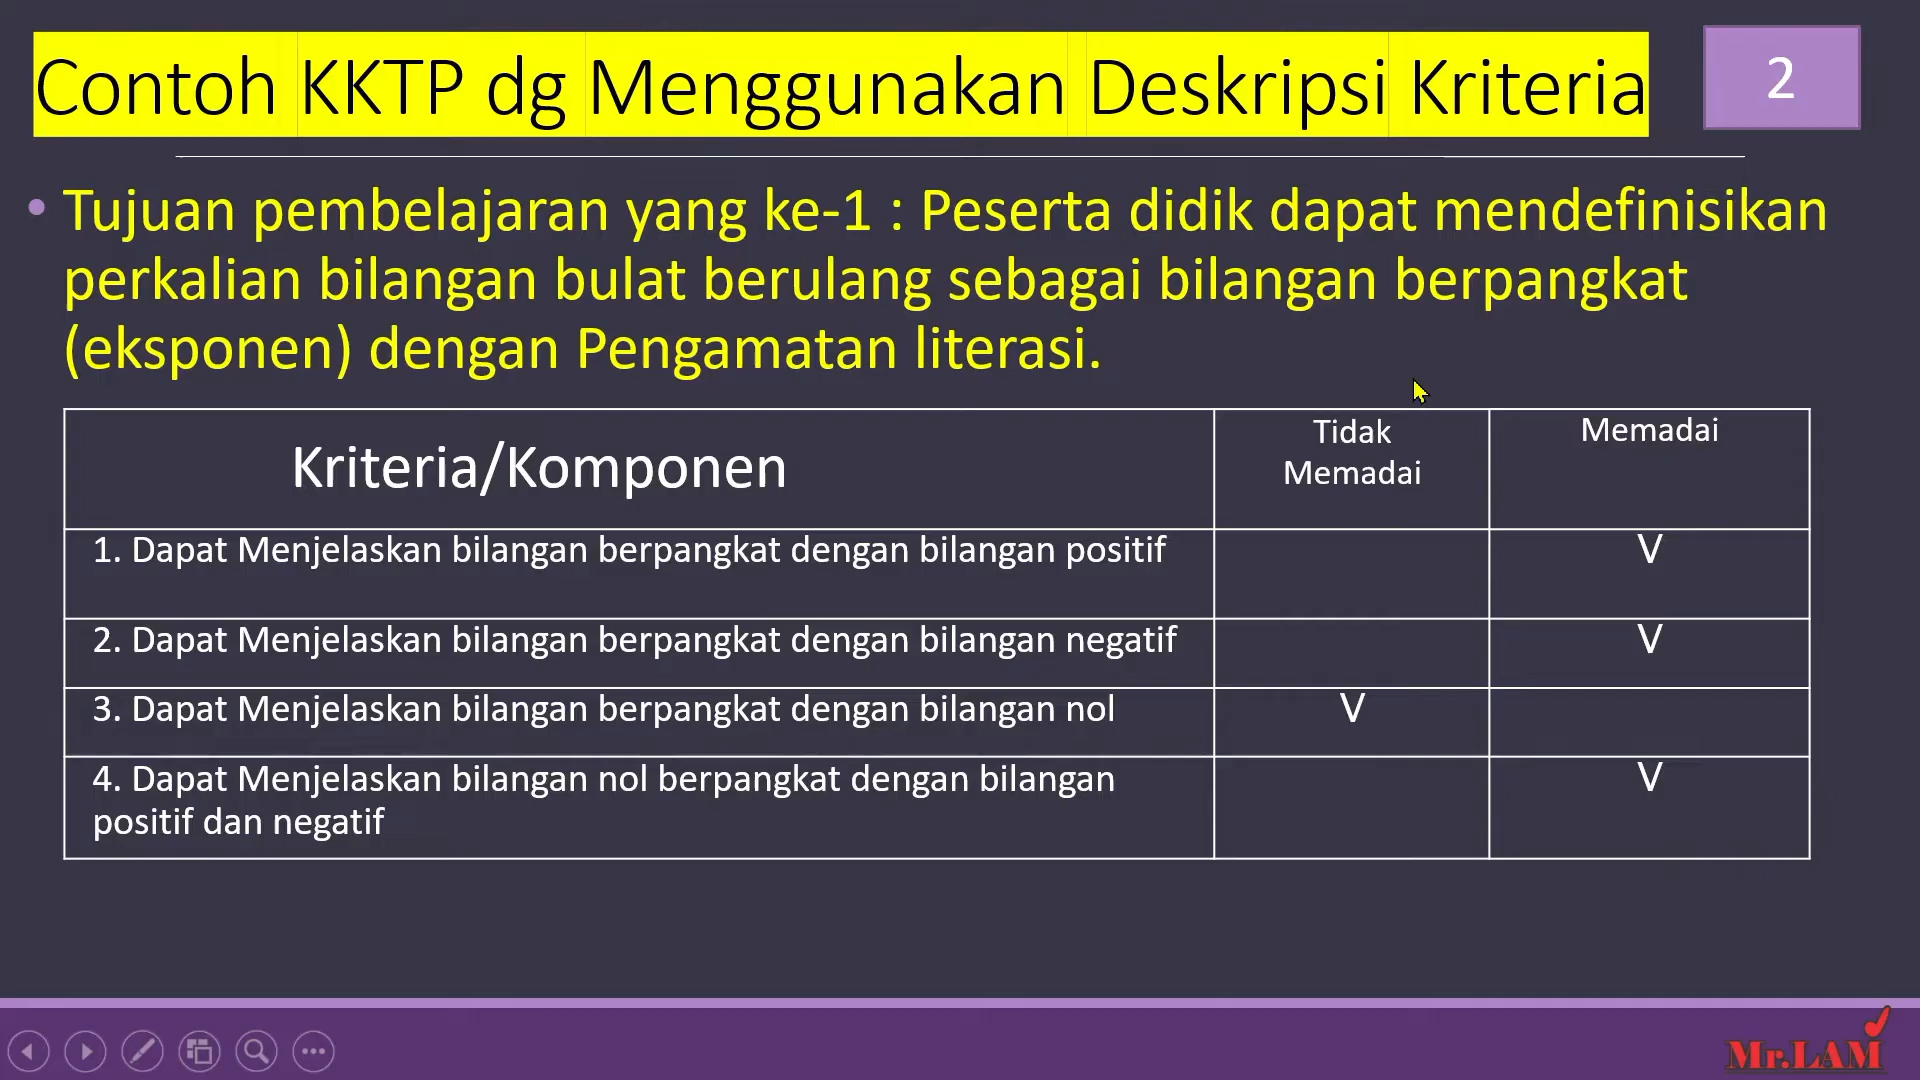 Contoh KKTP dg Menggunakan Deskripsi Kriteria
2
• Tujuan pembelajaran yang ke-1 : Peserta didik dapat mendefinisikan
perkalian bilangan bulat berulang sebagai bilangan berpangkat
(eksponen) dengan Pengamatan literasi.
Kriteria/Komponen
Tidak
Memadai
Memadai
1. Dapat Menjelaskan bilangan berpangkat dengan bilangan positif
V
2. Dapat Menjelaskan bilangan berpangkat dengan bilangan negatif
V
3. Dapat Menjelaskan bilangan berpangkat dengan bilangan nol
V
4. Dapat Menjelaskan bilangan nol berpangkat dengan bilangan
positif dan negatif
V
Mr.LAM